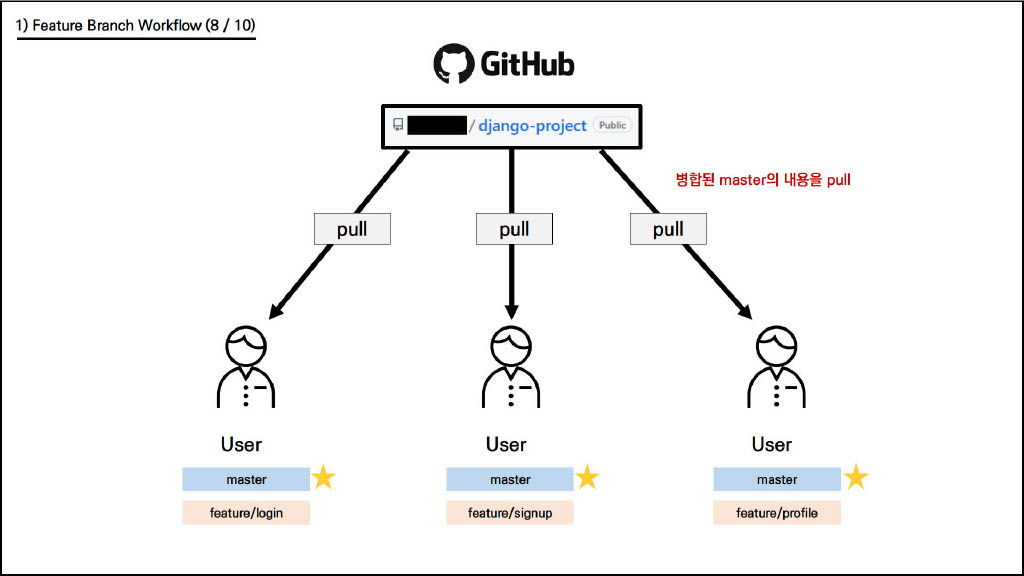 1) Feature Branch Workflow (8 / 10)
GitHub
/ django-project Public
병합된 master의 내용을 pull
pull pull pull
User User User
master master master
feature/login feature/signup feature/profile